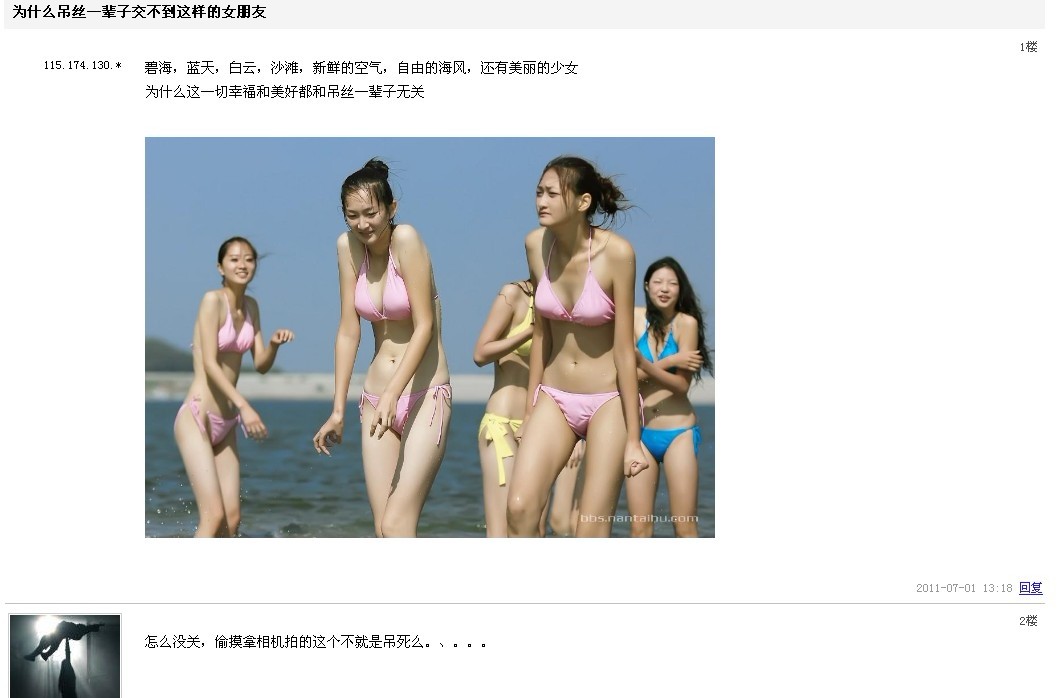 为什么吊丝一辈子交不到这样的女朋友
1楼
115.174.130.*
碧海，蓝天，白云，沙滩，新鲜的空气，自由的海风，还有美丽的少女
为什么这一切幸福和美好都和吊丝一辈子无关
bbs.nantaihu.com
2011-07-01 13:18 回复
2楼
怎么没关，偷摸拿相机拍的这个不就是吊死么。、。。。